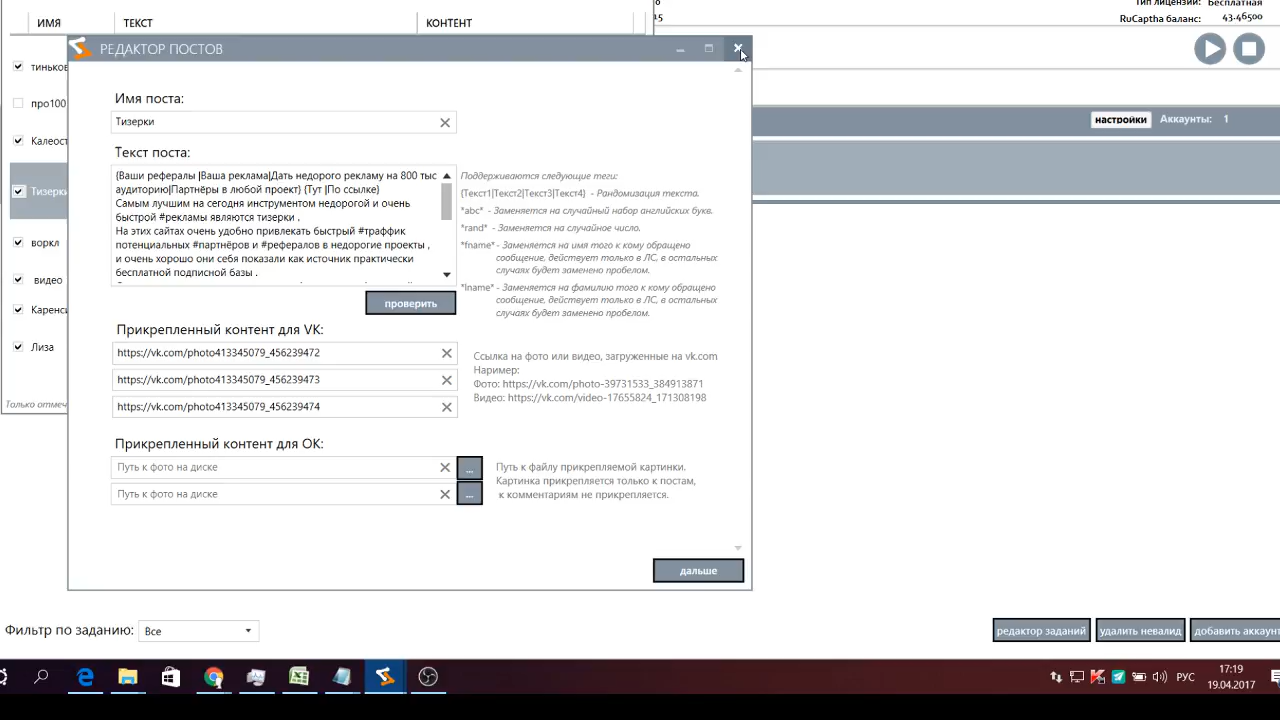 ИМЯ
ТЕКСТ
КОНТЕНТ
Тип лицензии: Бесплатная
RuCaptha баланс: 43.46500
РЕДАКТОР ПОСТОВ
тиньков
про100
Калеост
Тизерки
воркл
видео
Каренси
Лиза
настройки
Аккаунты: 1
Имя поста:
Тизерки
Текст поста:
{Ваши рефералы |Ваша реклама|Дать недорого рекламу на 800 тыс
аудиторию|Партнёры в любой проект} {Тут |По ссылке}
Самым лучшим на сегодня инструментом недорогой и очень
быстрой #рекламы являются тизерки .
На этих сайтах очень удобно привлекать быстрый #траффик
потенциальных #партнёров и #рефералов в недорогие проекты ,
и очень хорошо они себя показали как источник практически
бесплатной подписной базы .
Поддерживаются следующие теги:
{Текст1|Текст2|Текст3|Текст4} - Рандомизация текста.
*abc* - Заменяется на случайный набор английских букв.
*rand* - Заменяется на случайное число.
*fname* - Заменяется на имя того к кому обращено
сообщение, действует только в ЛС, в остальных
случаях будет заменено пробелом.
*lname* - Заменяется на фамилию того к кому обращено
сообщение, действует только в ЛС, в остальных
случаях будет заменено пробелом.
проверить
Прикрепленный контент для VK:
https://vk.com/photo413345079_456239472
https://vk.com/photo413345079_456239473
https://vk.com/photo413345079_456239474
Ссылка на фото или видео, загруженные на vk.com
Наример:
Фото: https://vk.com/photo-39731533_384913871
Видео: https://vk.com/video-17655824_171308198
Только отмеч
Прикрепленный контент для ОК:
Путь к фото на диске
...
Путь к фото на диске
...
Путь к файлу прикрепляемой картинки.
Картинка прикрепляется только к постам,
к комментариям не прикрепляется.
дальше
Фильтр по заданию:
Все
редактор заданий
удалить невалид
добавить аккаунт
РУС
17:19
19.04.2017